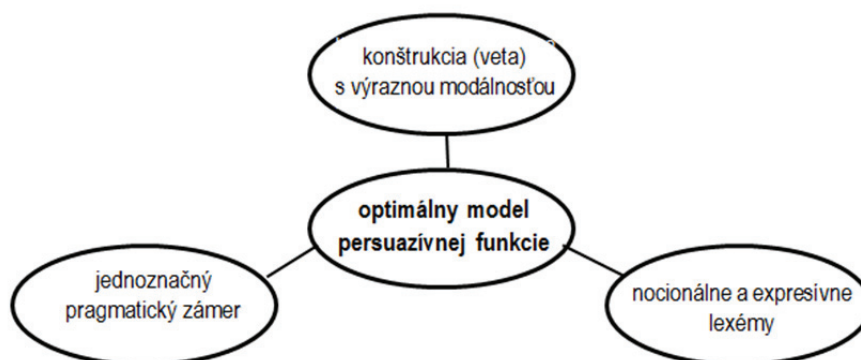 konštrukcia (veta)
s výraznou modálnosťou
optimálny model
persuazívnej funkcie
jednoznačný
pragmatický zámer
nocionálne a expresívne
lexémy